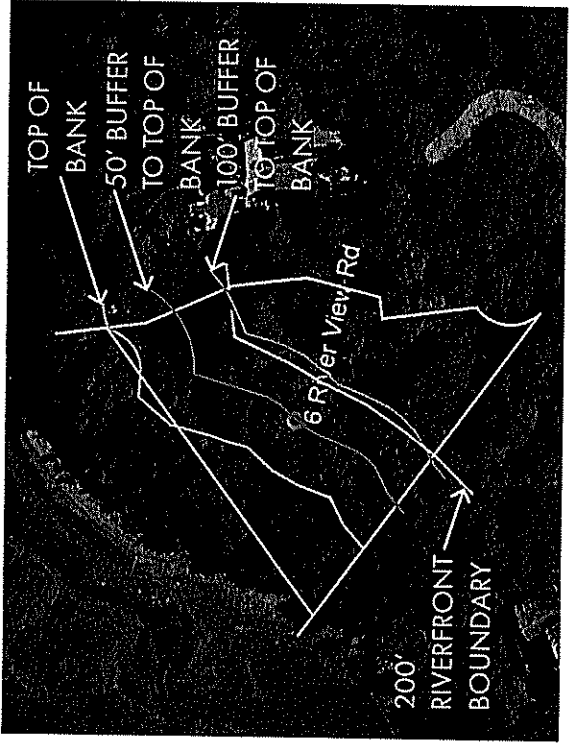 TOP OF
BANK
50' BUFFER
TO TOP OF
BANK
100' BUFFER
TO TOP OF
BANK
6 River View Rd
200'
RIVERFRONT
BOUNDARY